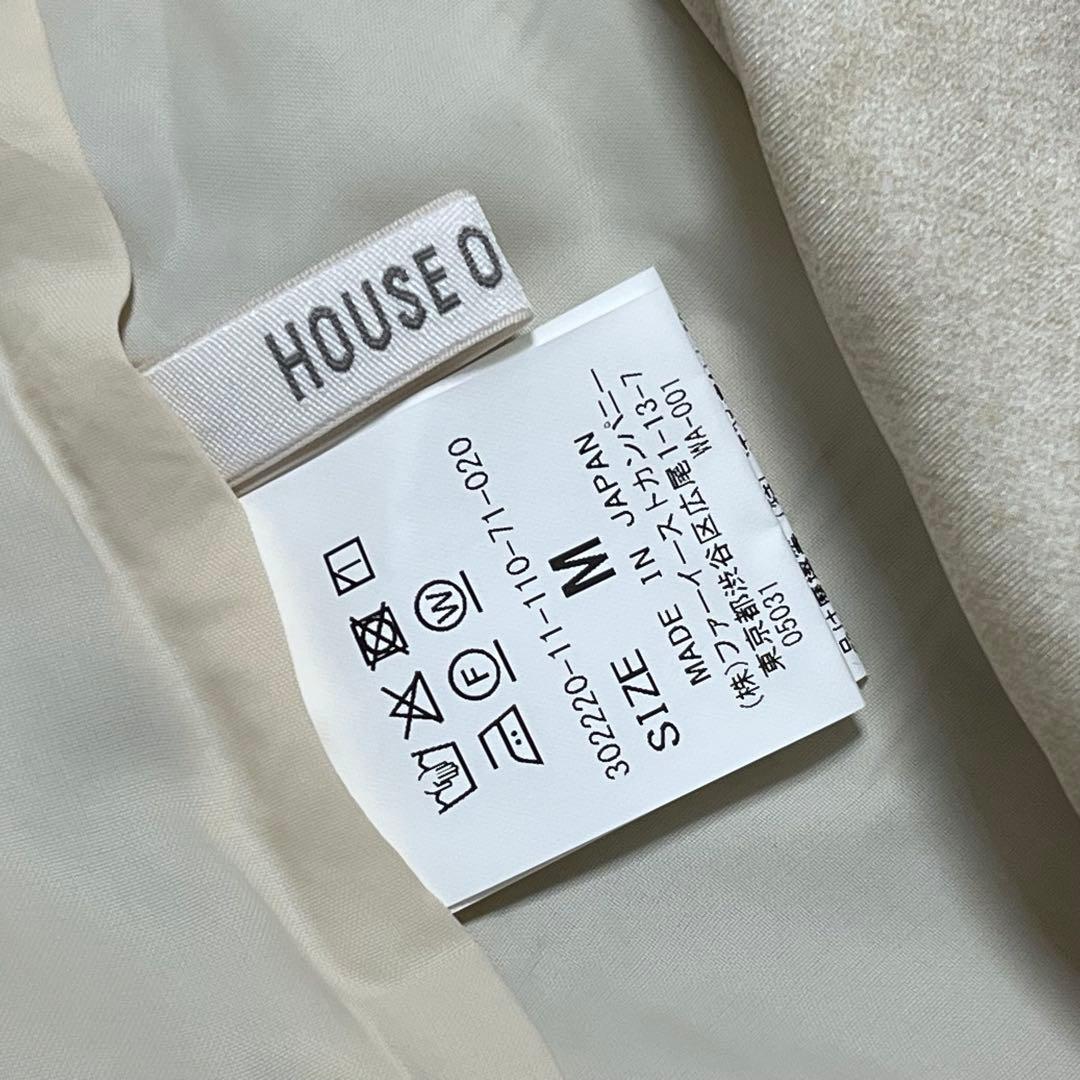 HOUSE O
W
F
302220-11-110-71-020
SIZE M
MADE IN JAPAN
(株)ファーイーストカンパニー
東京都渋谷区広尾1-13-7
05031 WA-001